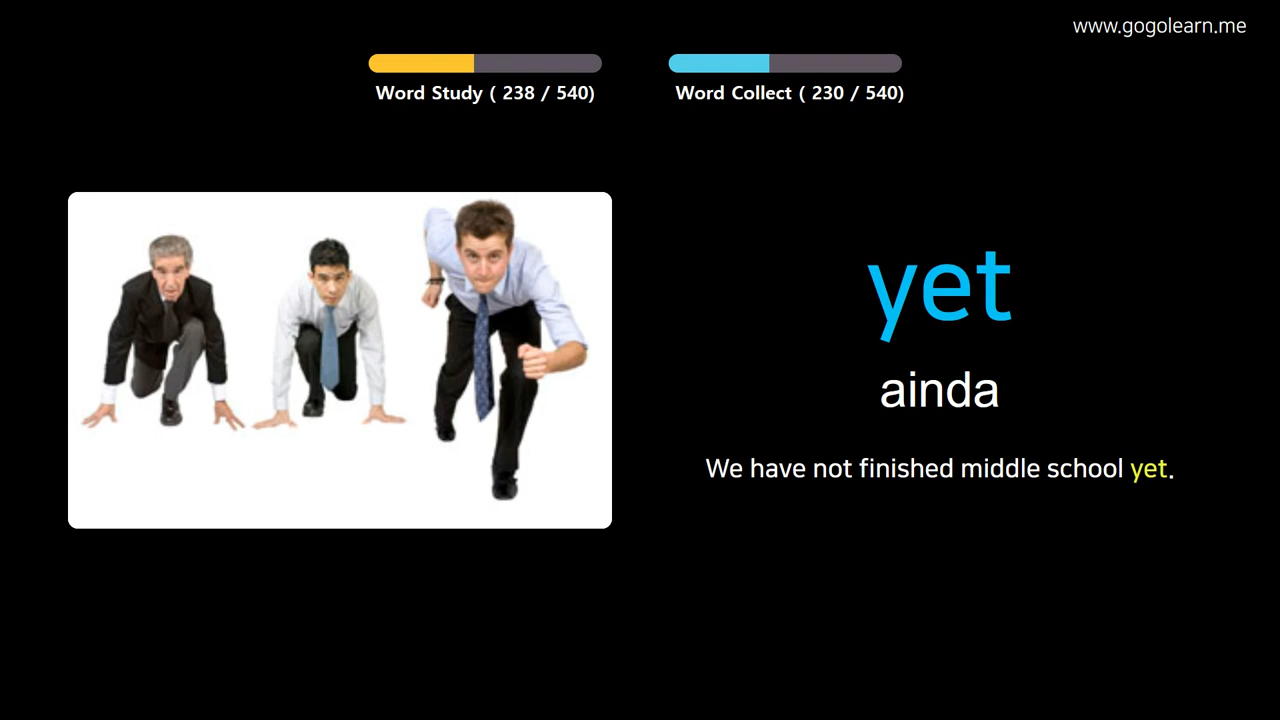 www.gogolearn.me
Word Study ( 238 / 540)
Word Collect ( 230 / 540)
yet
ainda
We have not finished middle school yet.